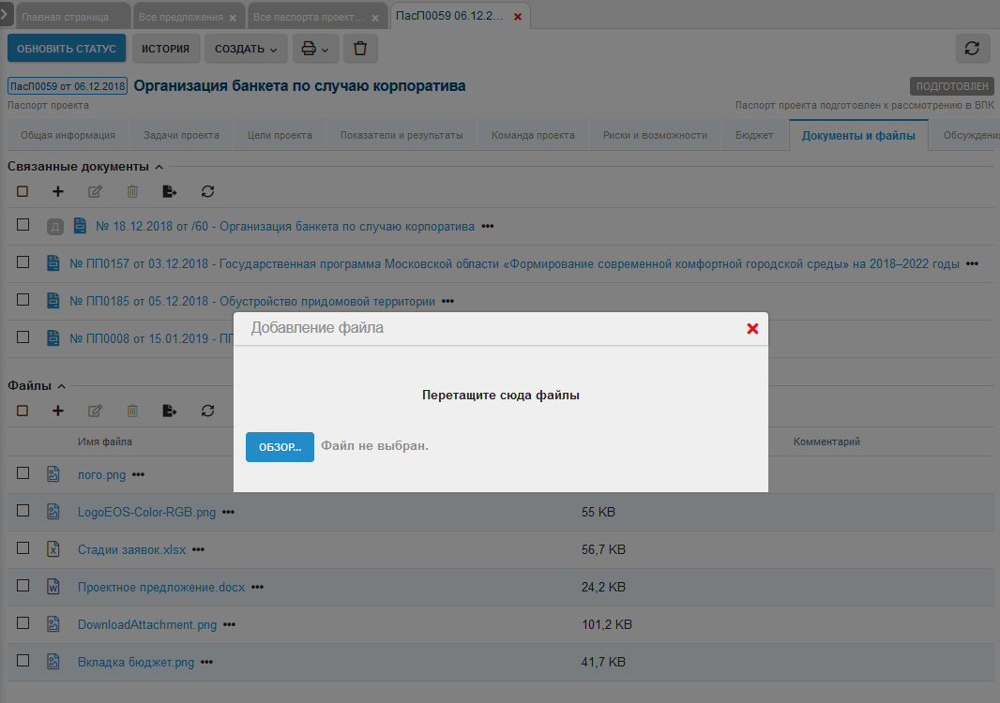 Главная страница
Все предложения
Все паспорта проект...
ПасП0059 06.12.2...
ОБНОВИТЬ СТАТУС
ИСТОРИЯ
СОЗДАТЬ
ПасП0059 от 06.12.2018 Организация банкета по случаю корпоратива
ПОДГОТОВЛЕН
Паспорт проекта
Паспорт проекта подготовлен к рассмотрению в ВПК
Общая информация
Задачи проекта
Цели проекта
Показатели и результаты
Команда проекта
Риски и возможности
Бюджет
Документы и файлы
Обсуждени
Связанные документы
Д № 18.12.2018 от /60 - Организация банкета по случаю корпоратива •••
№ ПП0157 от 03.12.2018 - Государственная программа Московской области «Формирование современной комфортной городской среды» на 2018–2022 годы •••
№ ПП0185 от 05.12.2018 - Обустройство придомовой территории •••
№ ПП0008 от 15.01.2019 - ПП
Добавление файла
Перетащите сюда файлы
ОБЗОР... Файл не выбран.
Файлы
Имя файла
Комментарий
лого.png •••
LogoEOS-Color-RGB.png ••• 55 KB
Стадии заявок.xlsx ••• 56,7 KB
Проектное предложение.docx ••• 24,2 KB
DownloadAttachment.png ••• 101,2 KB
Вкладка бюджет.png ••• 41,7 KB